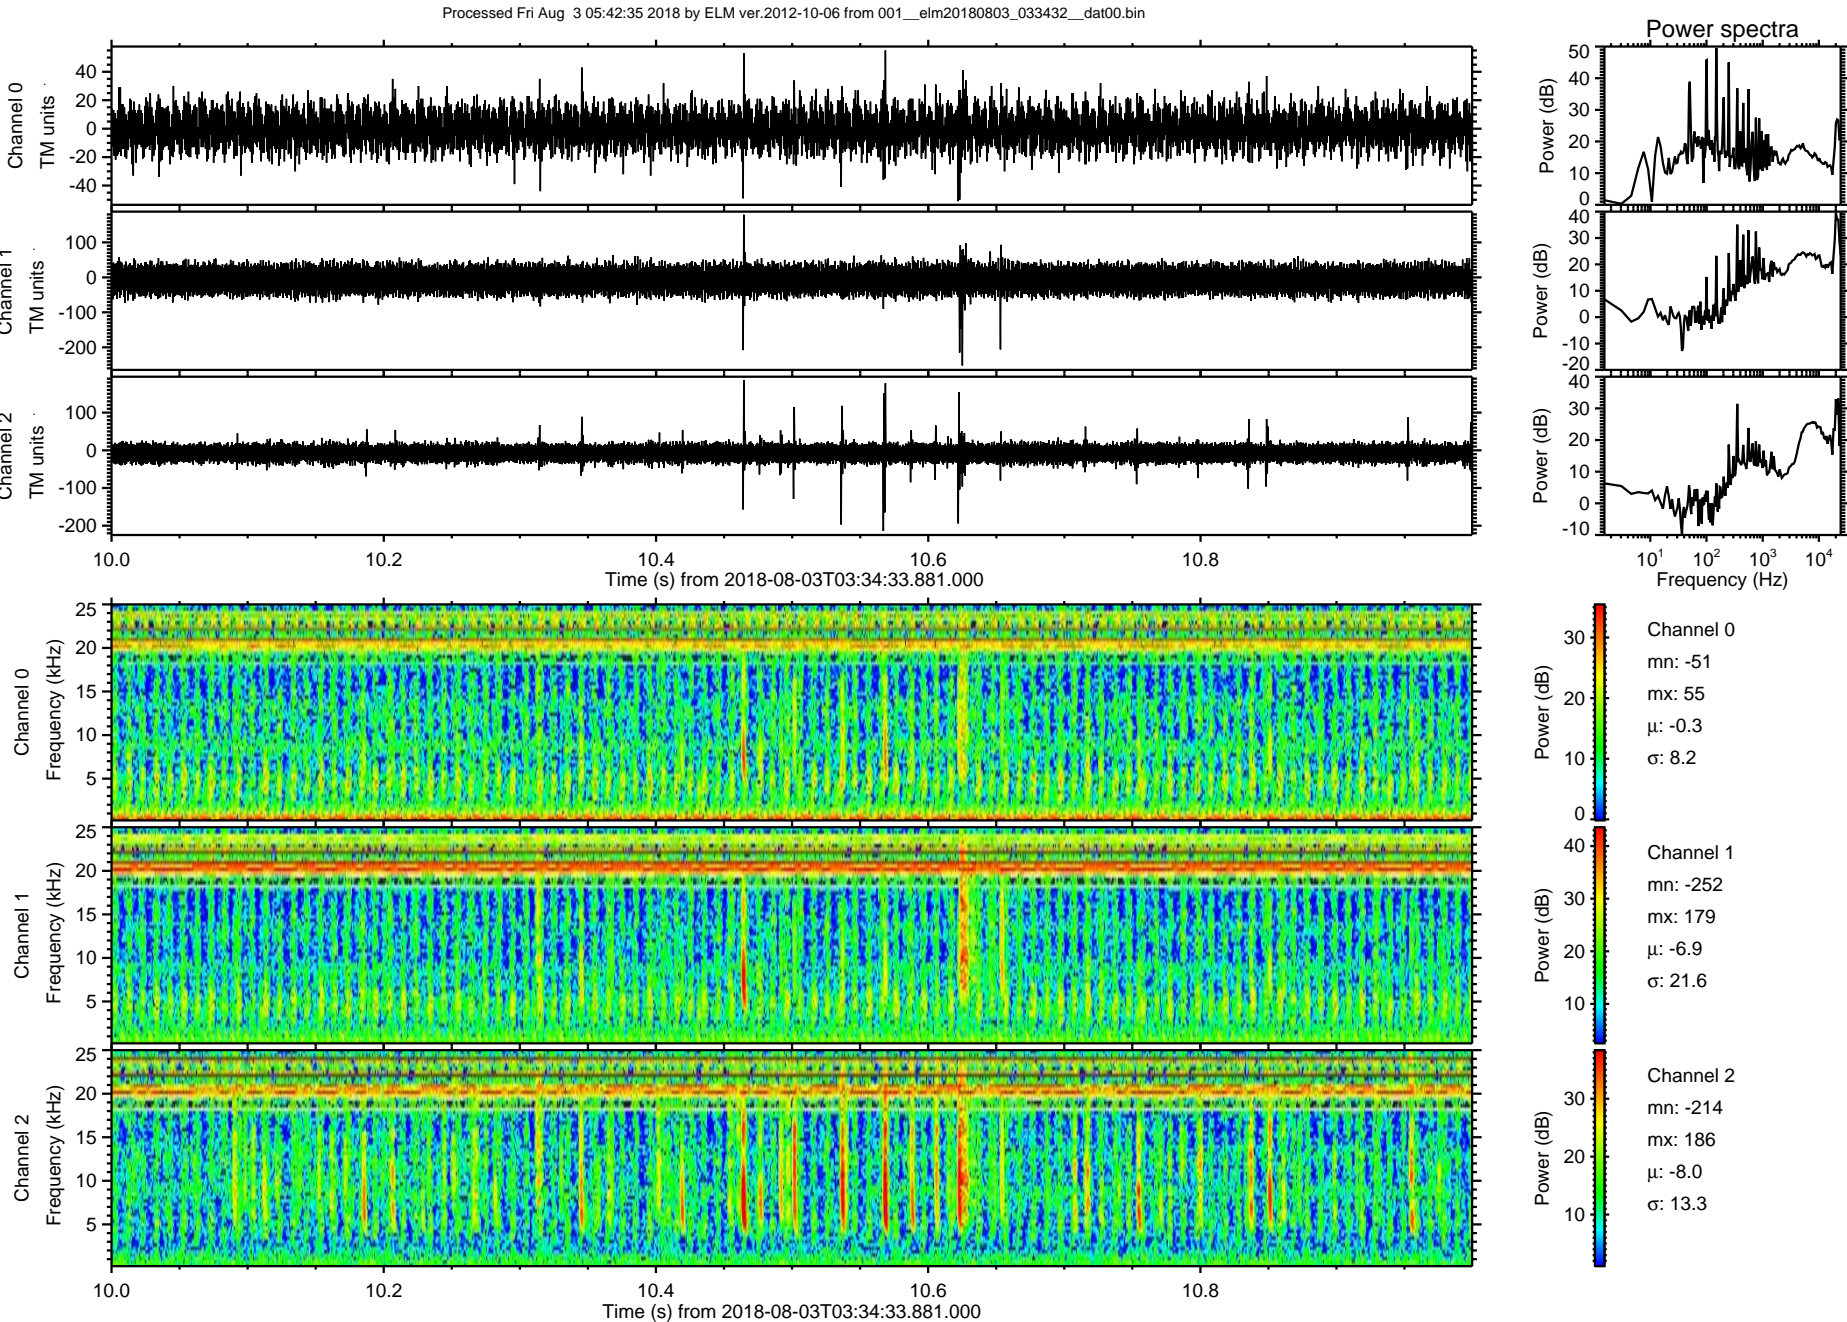 Processed Fri Aug  3 05:42:35 2018 by ELM ver.2012-10-06 from 001__elm20180803_033432__dat00.bin
Power spectra
Channel 0
TM units
40
20
0
-20
-40
Power (dB)
50
40
30
20
10
0
Channel 1
TM units
100
0
-100
-200
Power (dB)
40
30
20
10
0
-10
-20
Channel 2
TM units
100
0
-100
-200
Power (dB)
40
30
20
10
0
-10
10.0 10.2 10.4 10.6 10.8
Time (s) from 2018-08-03T03:34:33.881.000
10¹ 10² 10³ 10⁴
Frequency (Hz)
Channel 0
Frequency (kHz)
25
20
15
10
5
Power (dB)
30
20
10
0
Channel 0
mn: -51
mx: 55
μ: -0.3
σ: 8.2
Channel 1
Frequency (kHz)
25
20
15
10
5
Power (dB)
40
30
20
10
Channel 1
mn: -252
mx: 179
μ: -6.9
σ: 21.6
Channel 2
Frequency (kHz)
25
20
15
10
5
Power (dB)
30
20
10
Channel 2
mn: -214
mx: 186
μ: -8.0
σ: 13.3
10.0 10.2 10.4 10.6 10.8
Time (s) from 2018-08-03T03:34:33.881.000